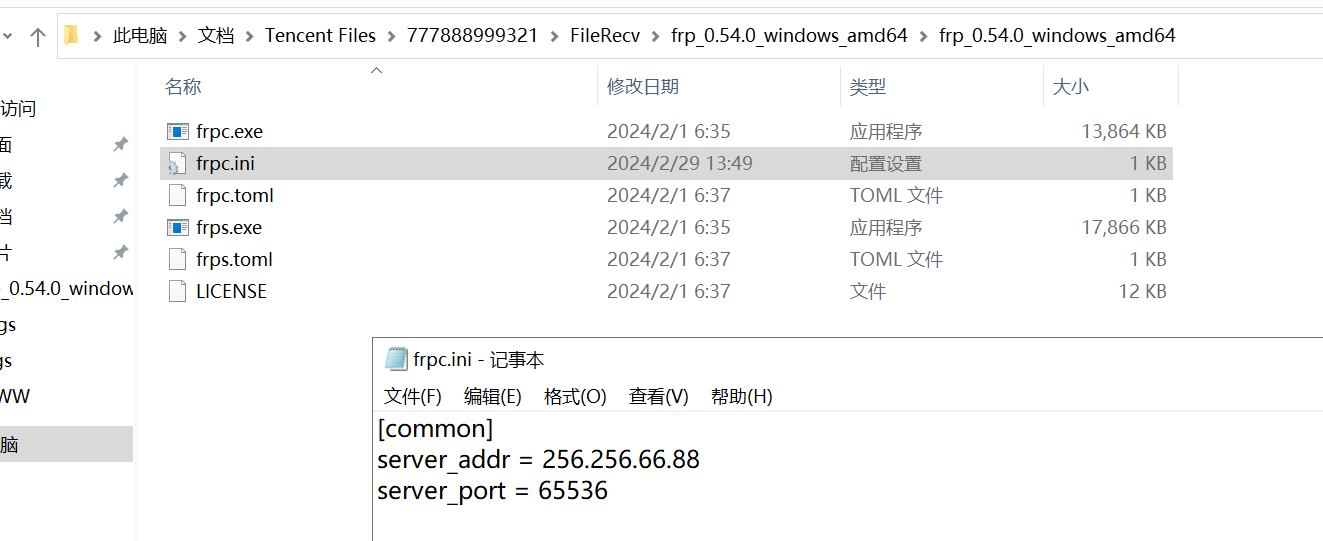 此电脑 > 文档 > Tencent Files > 777888999321 > FileRecv > frp_0.54.0_windows_amd64 > frp_0.54.0_windows_amd64
名称 修改日期 类型 大小
访问
面
载
档
片
_0.54.0_window
gs
gs
WW
脑
frpc.exe 2024/2/1 6:35 应用程序 13,864 KB
frpc.ini 2024/2/29 13:49 配置设置 1 KB
frpc.toml 2024/2/1 6:37 TOML 文件 1 KB
frps.exe 2024/2/1 6:35 应用程序 17,866 KB
frps.toml 2024/2/1 6:37 TOML 文件 1 KB
LICENSE 2024/2/1 6:37 文件 12 KB
frpc.ini - 记事本
文件(F) 编辑(E) 格式(O) 查看(V) 帮助(H)
[common]
server_addr = 256.256.66.88
server_port = 65536